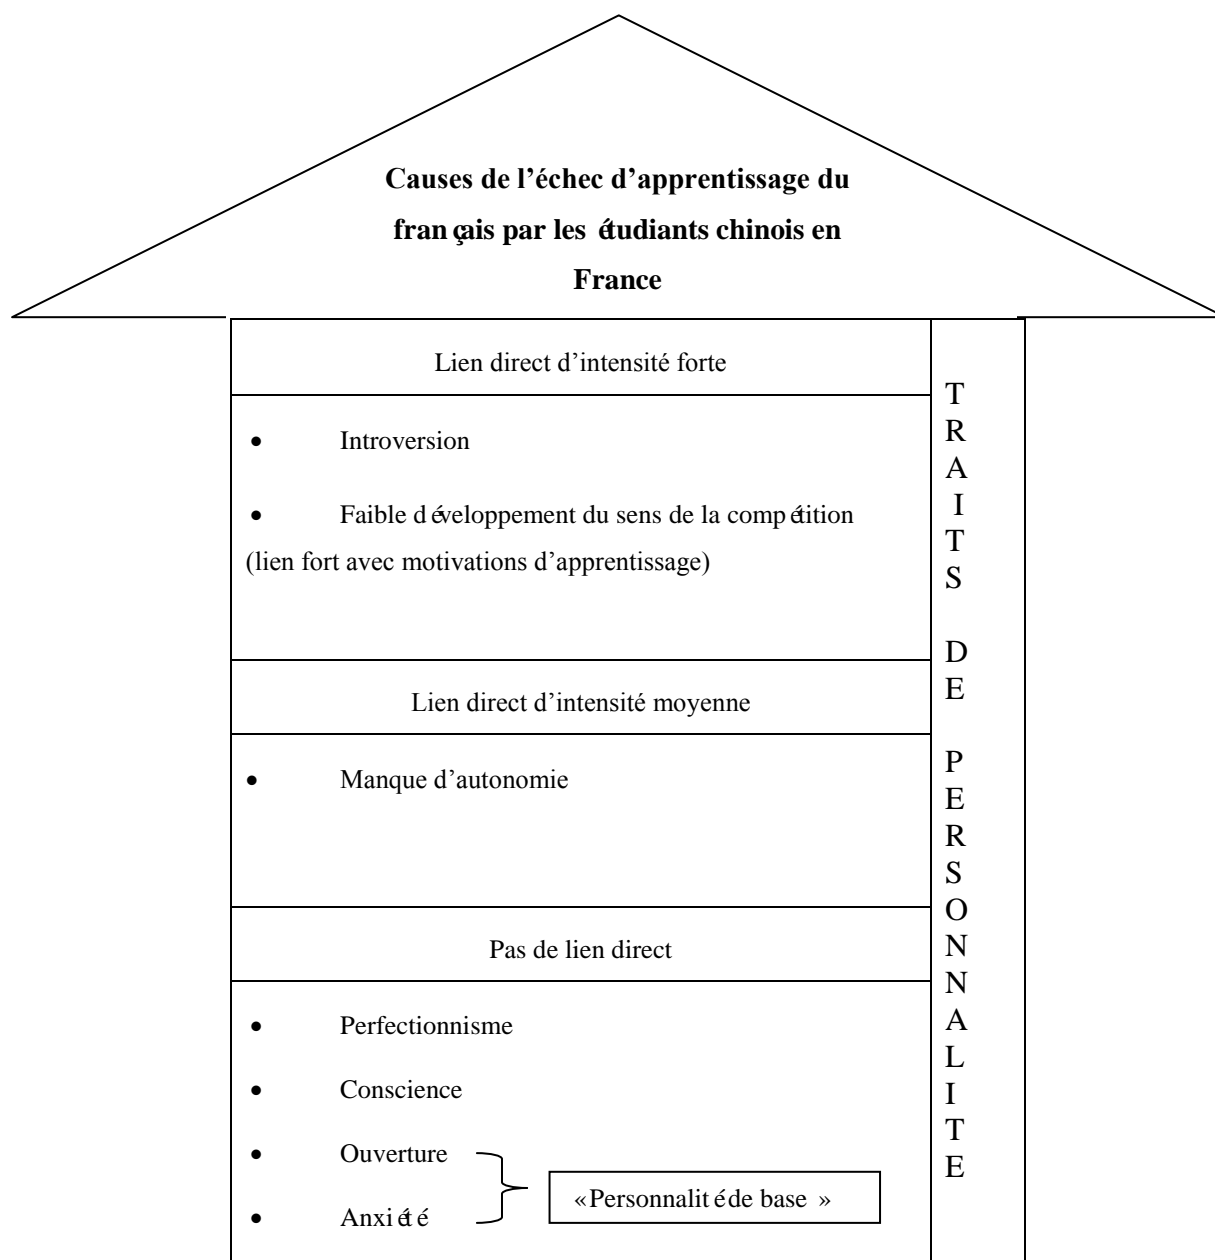 Causes de l’échec d’apprentissage du
français par les étudiants chinois en
France
Lien direct d’intensité forte
• Introversion
• Faible développement du sens de la compétition
(lien fort avec motivations d’apprentissage)
Lien direct d’intensité moyenne
• Manque d’autonomie
Pas de lien direct
• Perfectionnisme
• Conscience
• Ouverture
• Anxiété
«Personnalité de base »
TRAITS DE PERSONNALITE